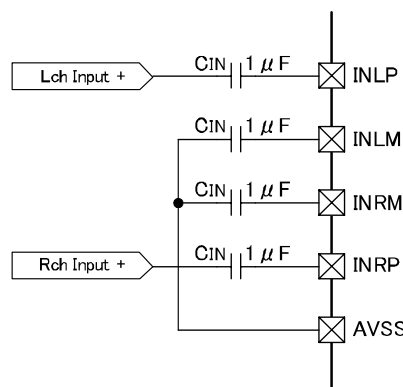 Lch Input + CIN 1 μF INLP
CIN 1 μF INLM
CIN 1 μF INRM
Rch Input + CIN 1 μF INRP
AVSS